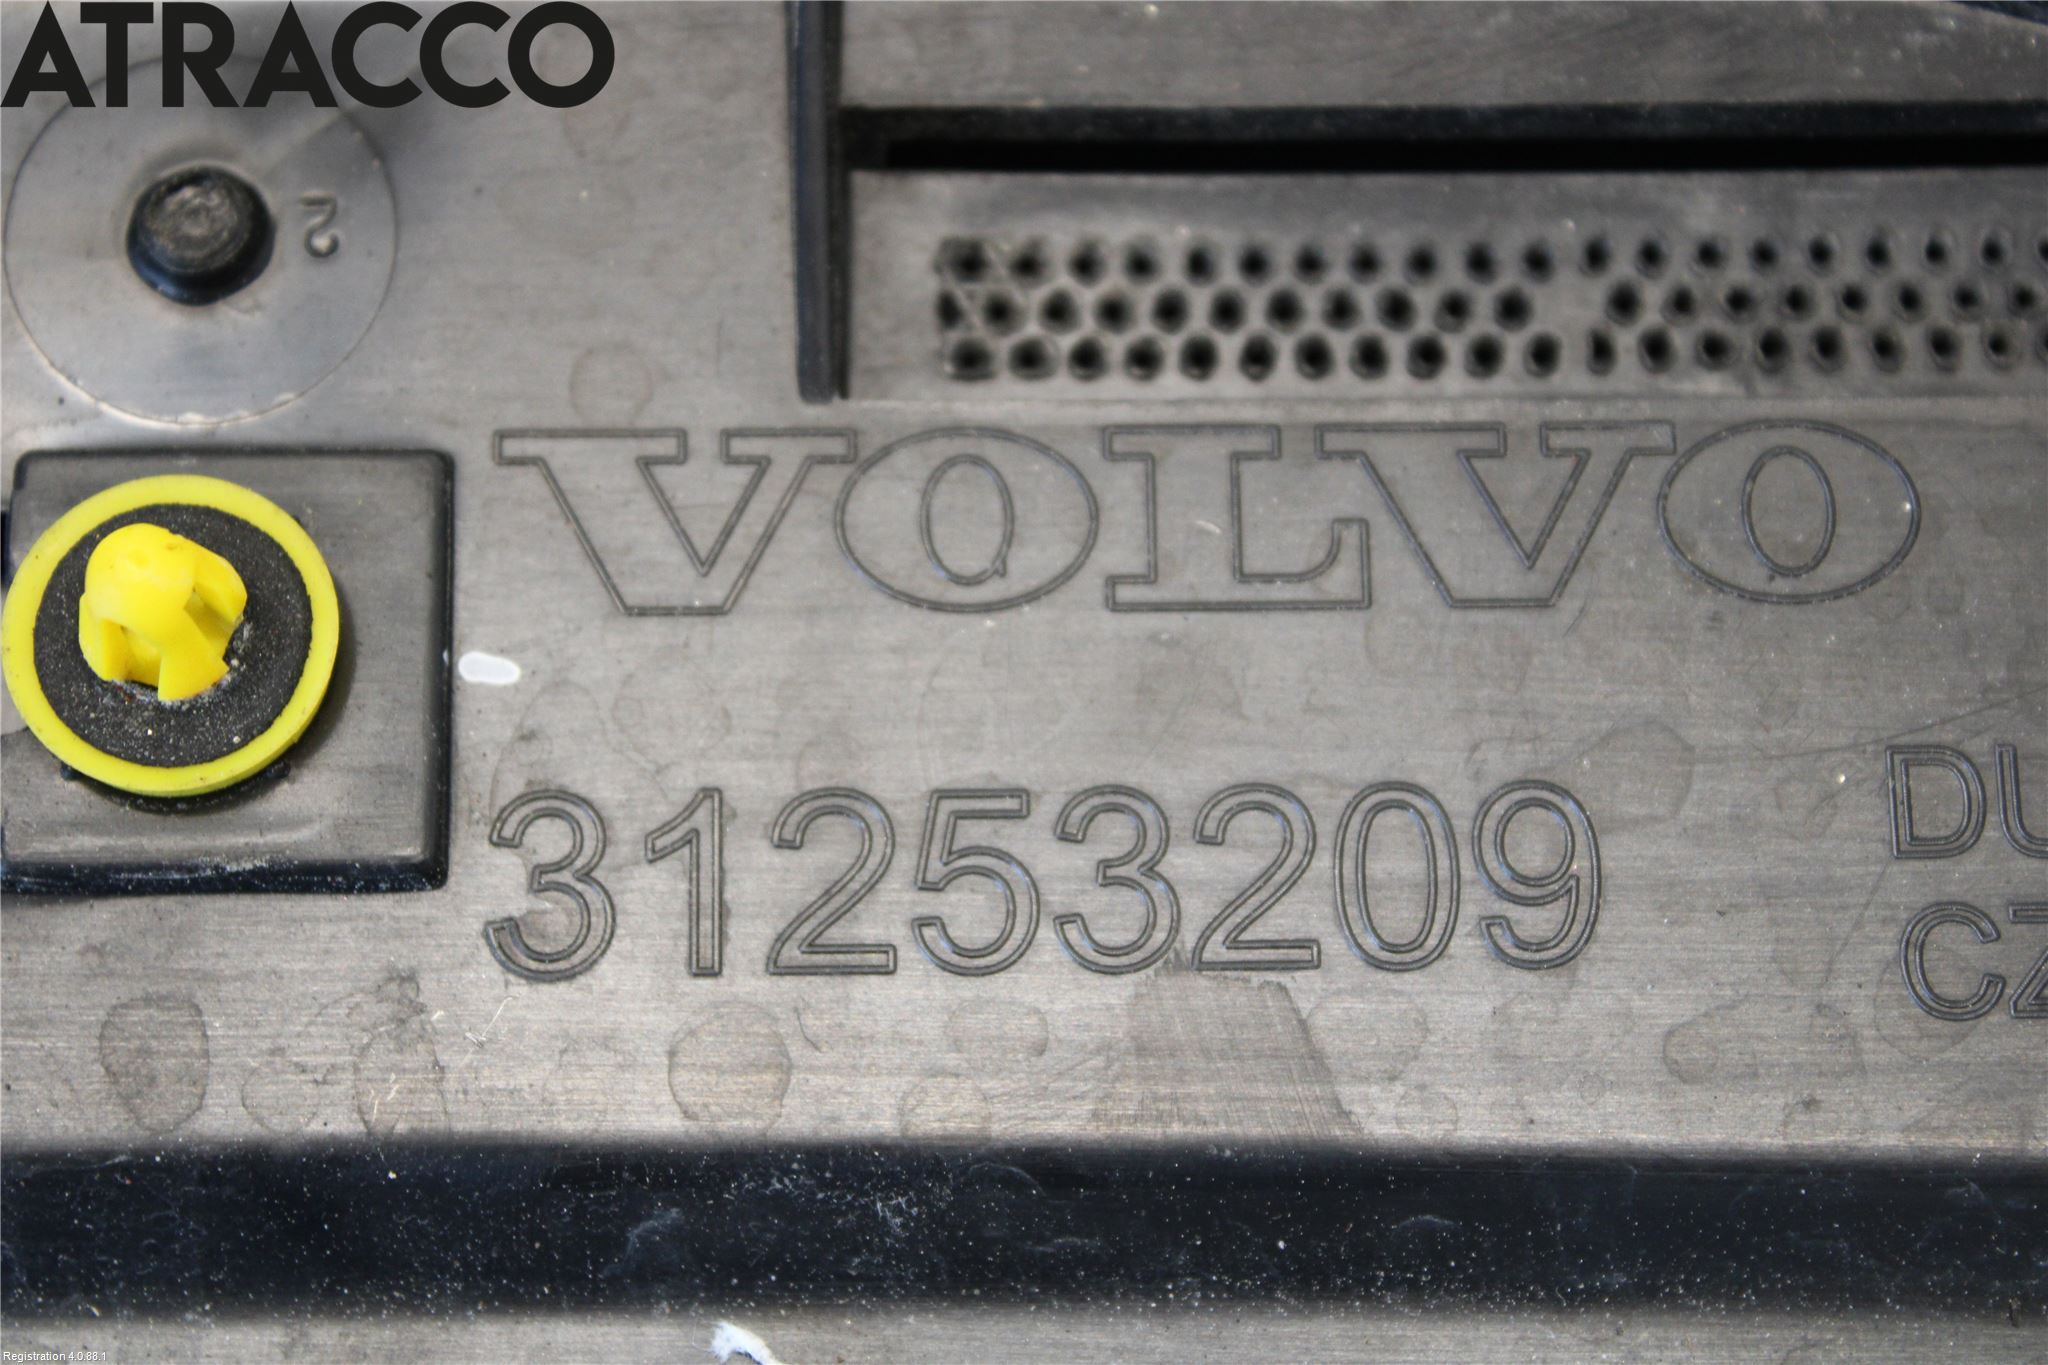 ATRACCO
2
VOLVO
31253209
DU
CZ
Registration 4.0.88.1